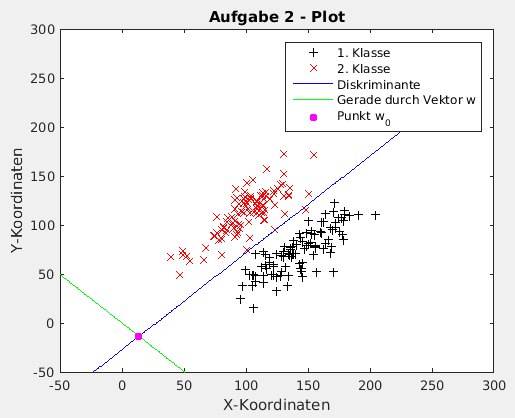 Aufgabe 2 - Plot
300
250
200
150
100
50
0
-50
-50
0
50
100
150
200
250
300
Y-Koordinaten
X-Koordinaten
1. Klasse
2. Klasse
Diskriminante
Gerade durch Vektor w
Punkt w0